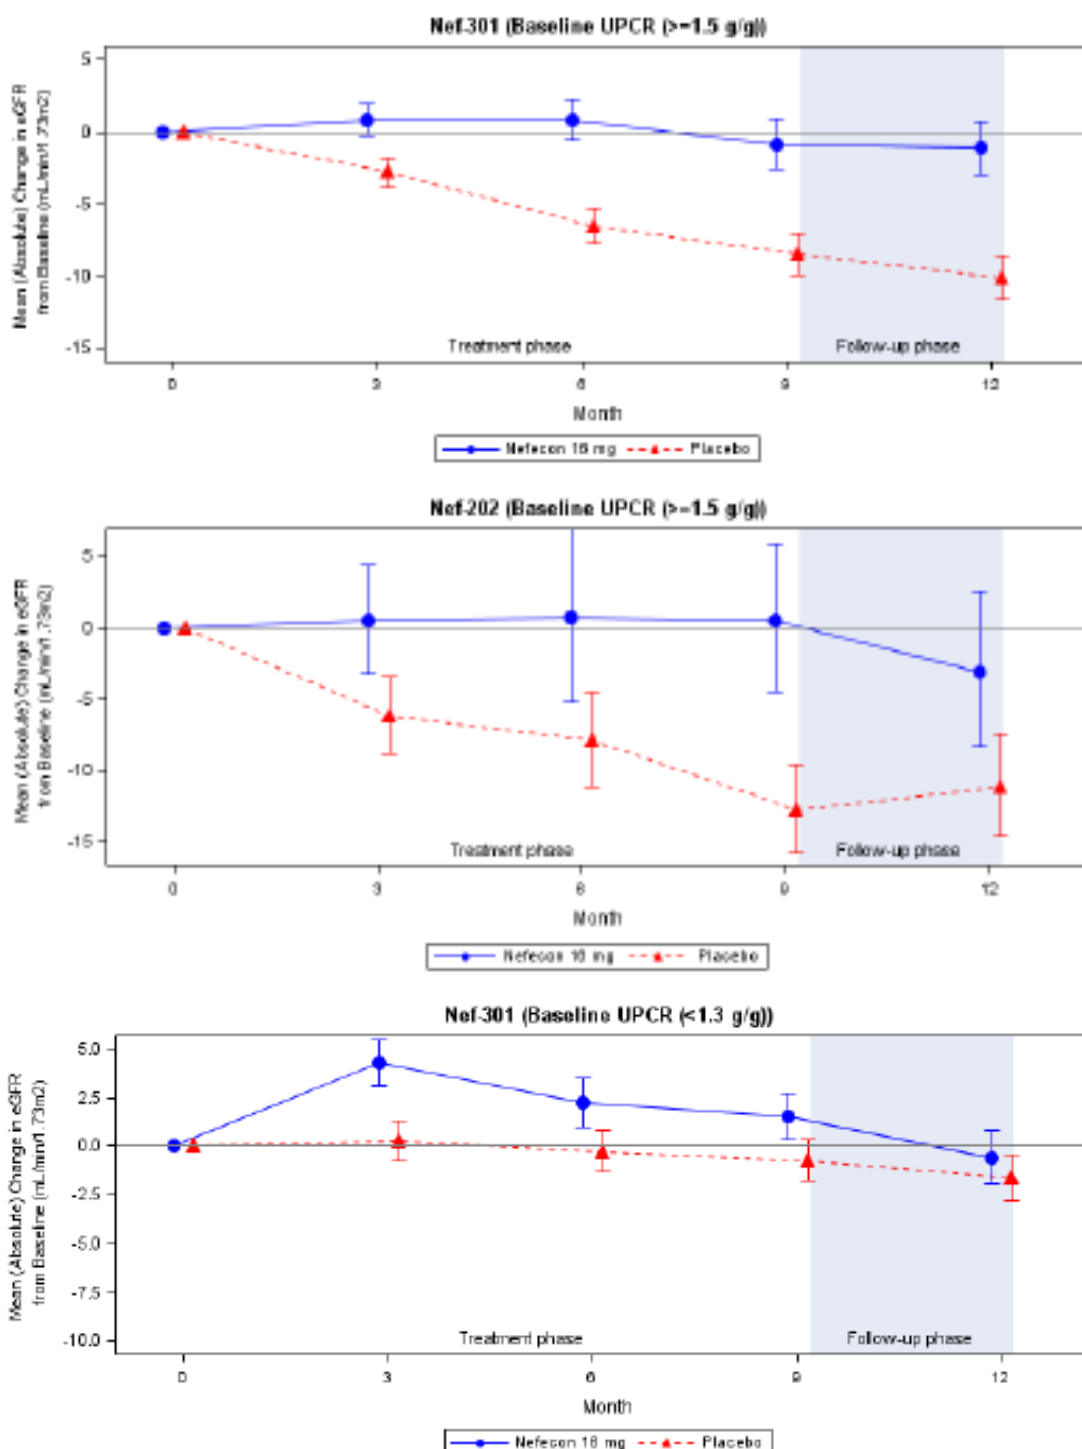 Nef-301 (Baseline UPCR (>=1.5 g/g))
Mean (Absolute) Change in eGFR
from Baseline (mL/min/1.73m2)
5
0
-5
-10
-15
Treatment phase
Follow-up phase
0 3 6 9 12
Month
Nefecon 16 mg Placebo
Nef-202 (Baseline UPCR (>=1.5 g/g))
Mean (Absolute) Change in eGFR
from Baseline (mL/min/1.73m2)
5
0
-5
-10
-15
Treatment phase
Follow-up phase
0 3 6 9 12
Month
Nefecon 16 mg Placebo
Nef-301 (Baseline UPCR (<1.3 g/g))
Mean (Absolute) Change in eGFR
from Baseline (mL/min/1.73m2)
5.0
2.5
0.0
-2.5
-5.0
-7.5
-10.0
Treatment phase
Follow-up phase
0 3 6 9 12
Month
Nefecon 16 mg Placebo